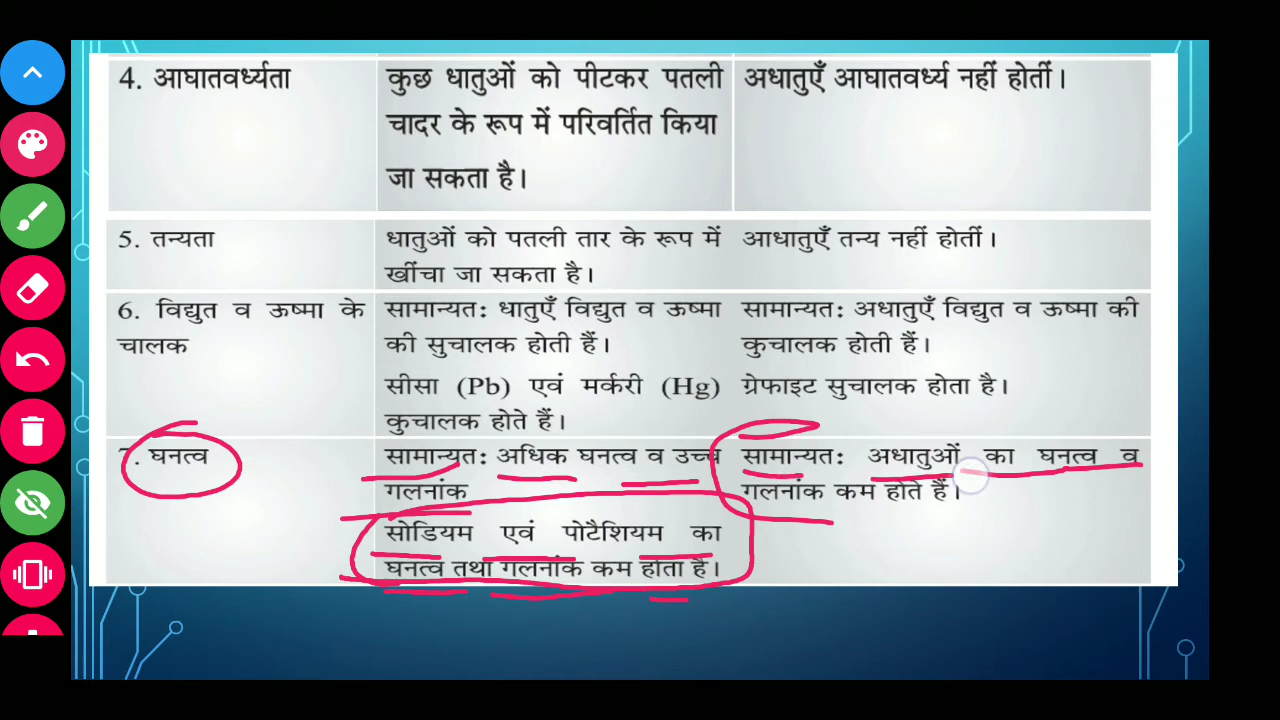 4. आघातवर्ध्यता
कुछ धातुओं को पीटकर पतली
चादर के रूप में परिवर्तित किया
जा सकता है।
अधातुएँ आघातवर्ध्य नहीं होतीं।
5. तन्यता
धातुओं को पतली तार के रूप में
खींचा जा सकता है।
आधातुएँ तन्य नहीं होतीं।
6. विद्युत व ऊष्मा के
चालक
सामान्यत: धातुएँ विद्युत व ऊष्मा
की सुचालक होती हैं।
सीसा (Pb) एवं मर्करी (Hg)
कुचालक होते हैं।
सामान्यत: अधातुएँ विद्युत व ऊष्मा की
कुचालक होती हैं।
ग्रेफाइट सुचालक होता है।
7. घनत्व
सामान्यत: अधिक घनत्व व उच्च
गलनांक
सोडियम एवं पोटैशियम का
घनत्व तथा गलनांक कम होता है।
सामान्यत: अधातुओं का घनत्व व
गलनांक कम होते हैं।